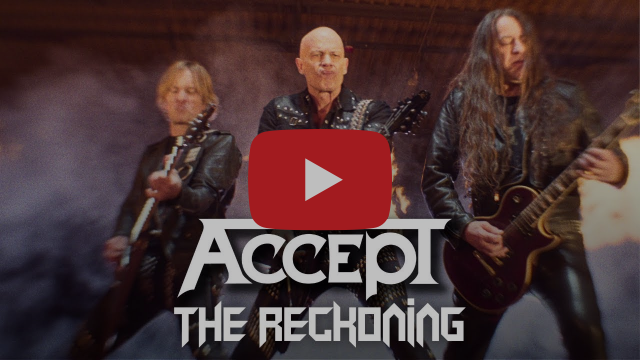 ACCEPT
THE RECKONING